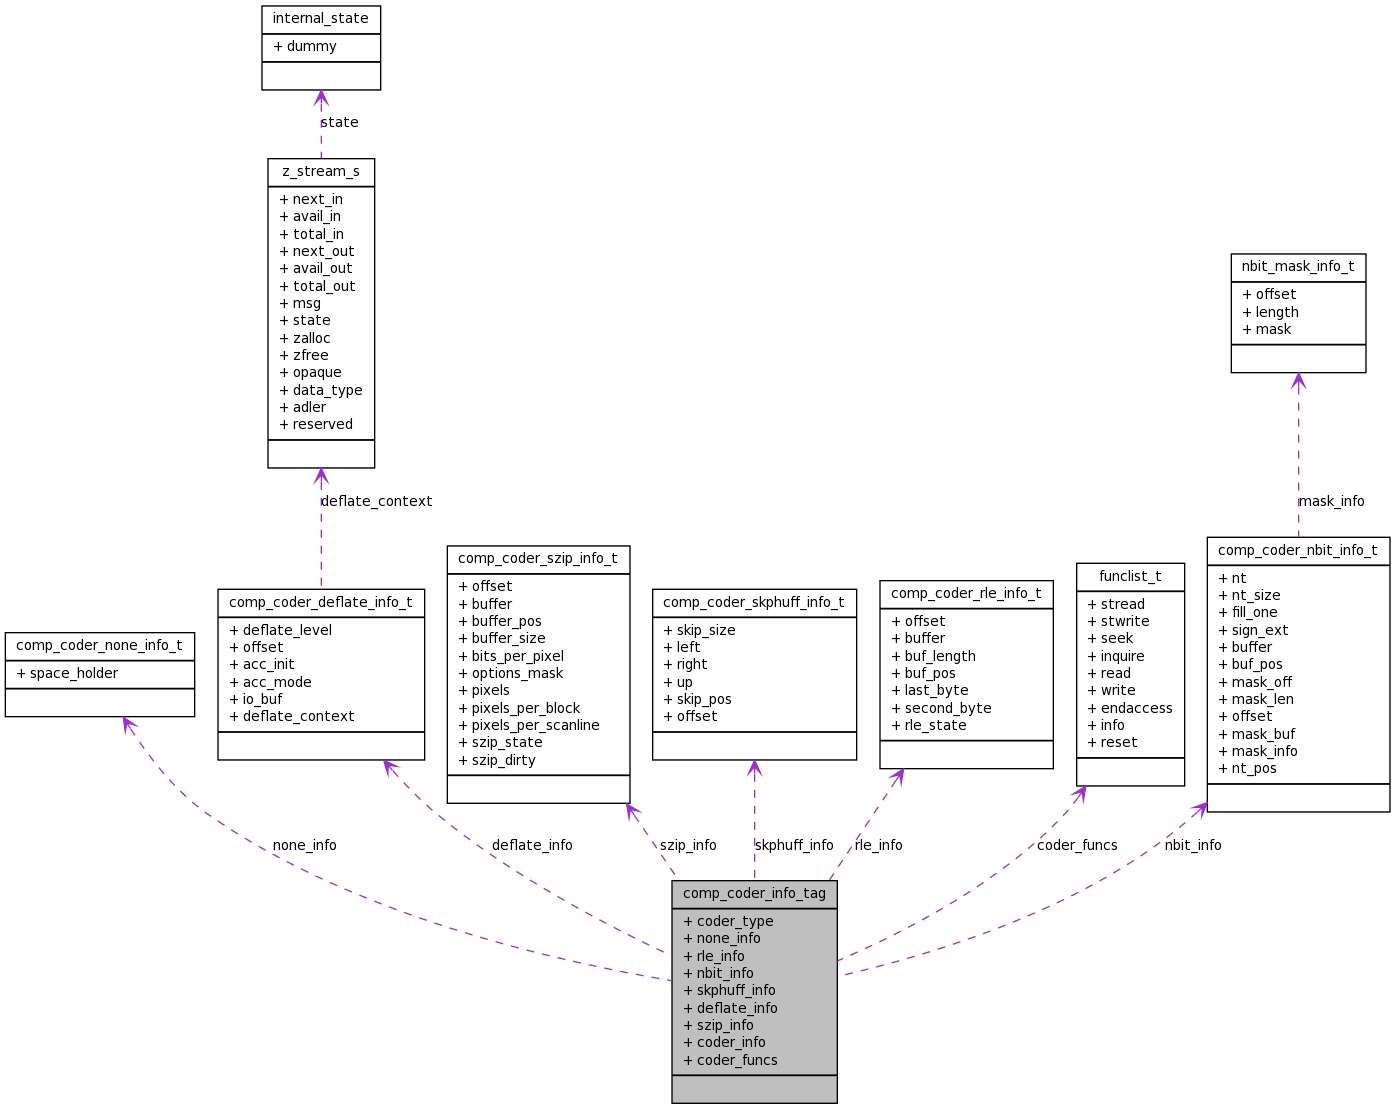 internal_state
+ dummy
state
z_stream_s
+ next_in
+ avail_in
+ total_in
+ next_out
+ avail_out
+ total_out
+ msg
+ state
+ zalloc
+ zfree
+ opaque
+ data_type
+ adler
+ reserved
nbit_mask_info_t
+ offset
+ length
+ mask
deflate_context
mask_info
comp_coder_none_info_t
+ space_holder
comp_coder_deflate_info_t
+ deflate_level
+ offset
+ acc_init
+ acc_mode
+ io_buf
+ deflate_context
comp_coder_szip_info_t
+ offset
+ buffer
+ buffer_pos
+ buffer_size
+ bits_per_pixel
+ options_mask
+ pixels
+ pixels_per_block
+ pixels_per_scanline
+ szip_state
+ szip_dirty
comp_coder_skphuff_info_t
+ skip_size
+ left
+ right
+ up
+ skip_pos
+ offset
comp_coder_rle_info_t
+ offset
+ buffer
+ buf_length
+ buf_pos
+ last_byte
+ second_byte
+ rle_state
funclist_t
+ stread
+ stwrite
+ seek
+ inquire
+ read
+ write
+ endaccess
+ info
+ reset
comp_coder_nbit_info_t
+ nt
+ nt_size
+ fill_one
+ sign_ext
+ buffer
+ buf_pos
+ mask_off
+ mask_len
+ offset
+ mask_buf
+ mask_info
+ nt_pos
none_info
deflate_info
szip_info
skphuff_info
rle_info
coder_funcs
nbit_info
comp_coder_info_tag
+ coder_type
+ none_info
+ rle_info
+ nbit_info
+ skphuff_info
+ deflate_info
+ szip_info
+ coder_info
+ coder_funcs